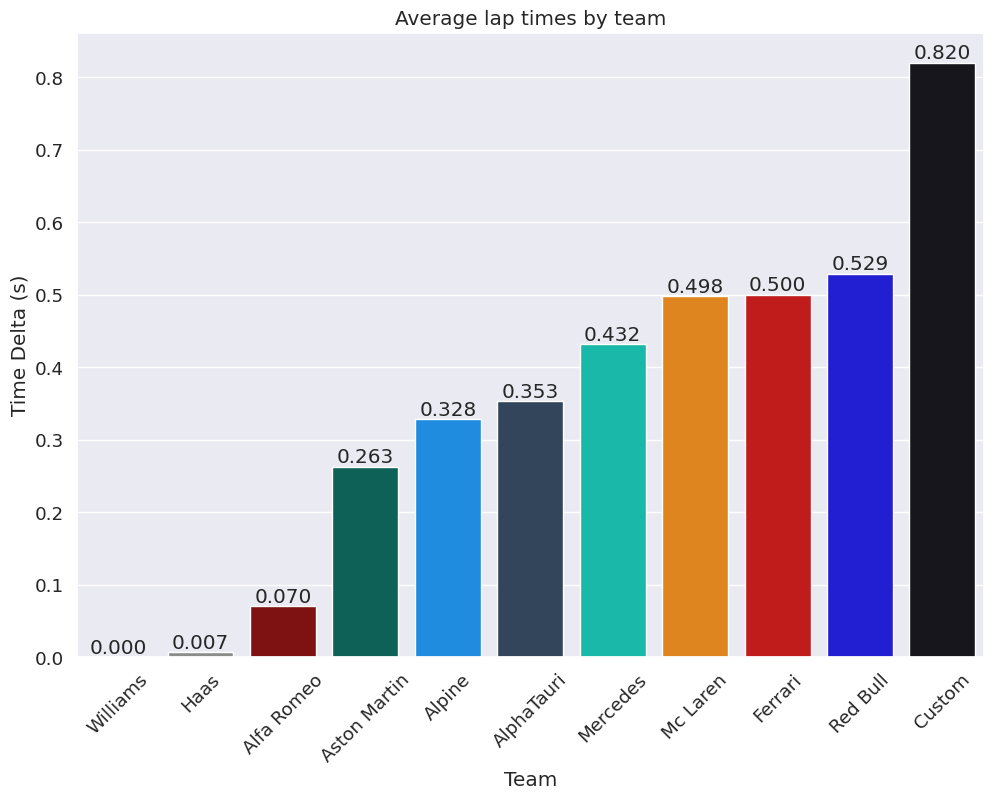 Average lap times by team
Time Delta (s)
0.8
0.7
0.6
0.5
0.4
0.3
0.2
0.1
0.0
0.000
0.007
0.070
0.263
0.328
0.353
0.432
0.498
0.500
0.529
0.820
Williams
Haas
Alfa Romeo
Aston Martin
Alpine
AlphaTauri
Mercedes
Mc Laren
Ferrari
Red Bull
Custom
Team